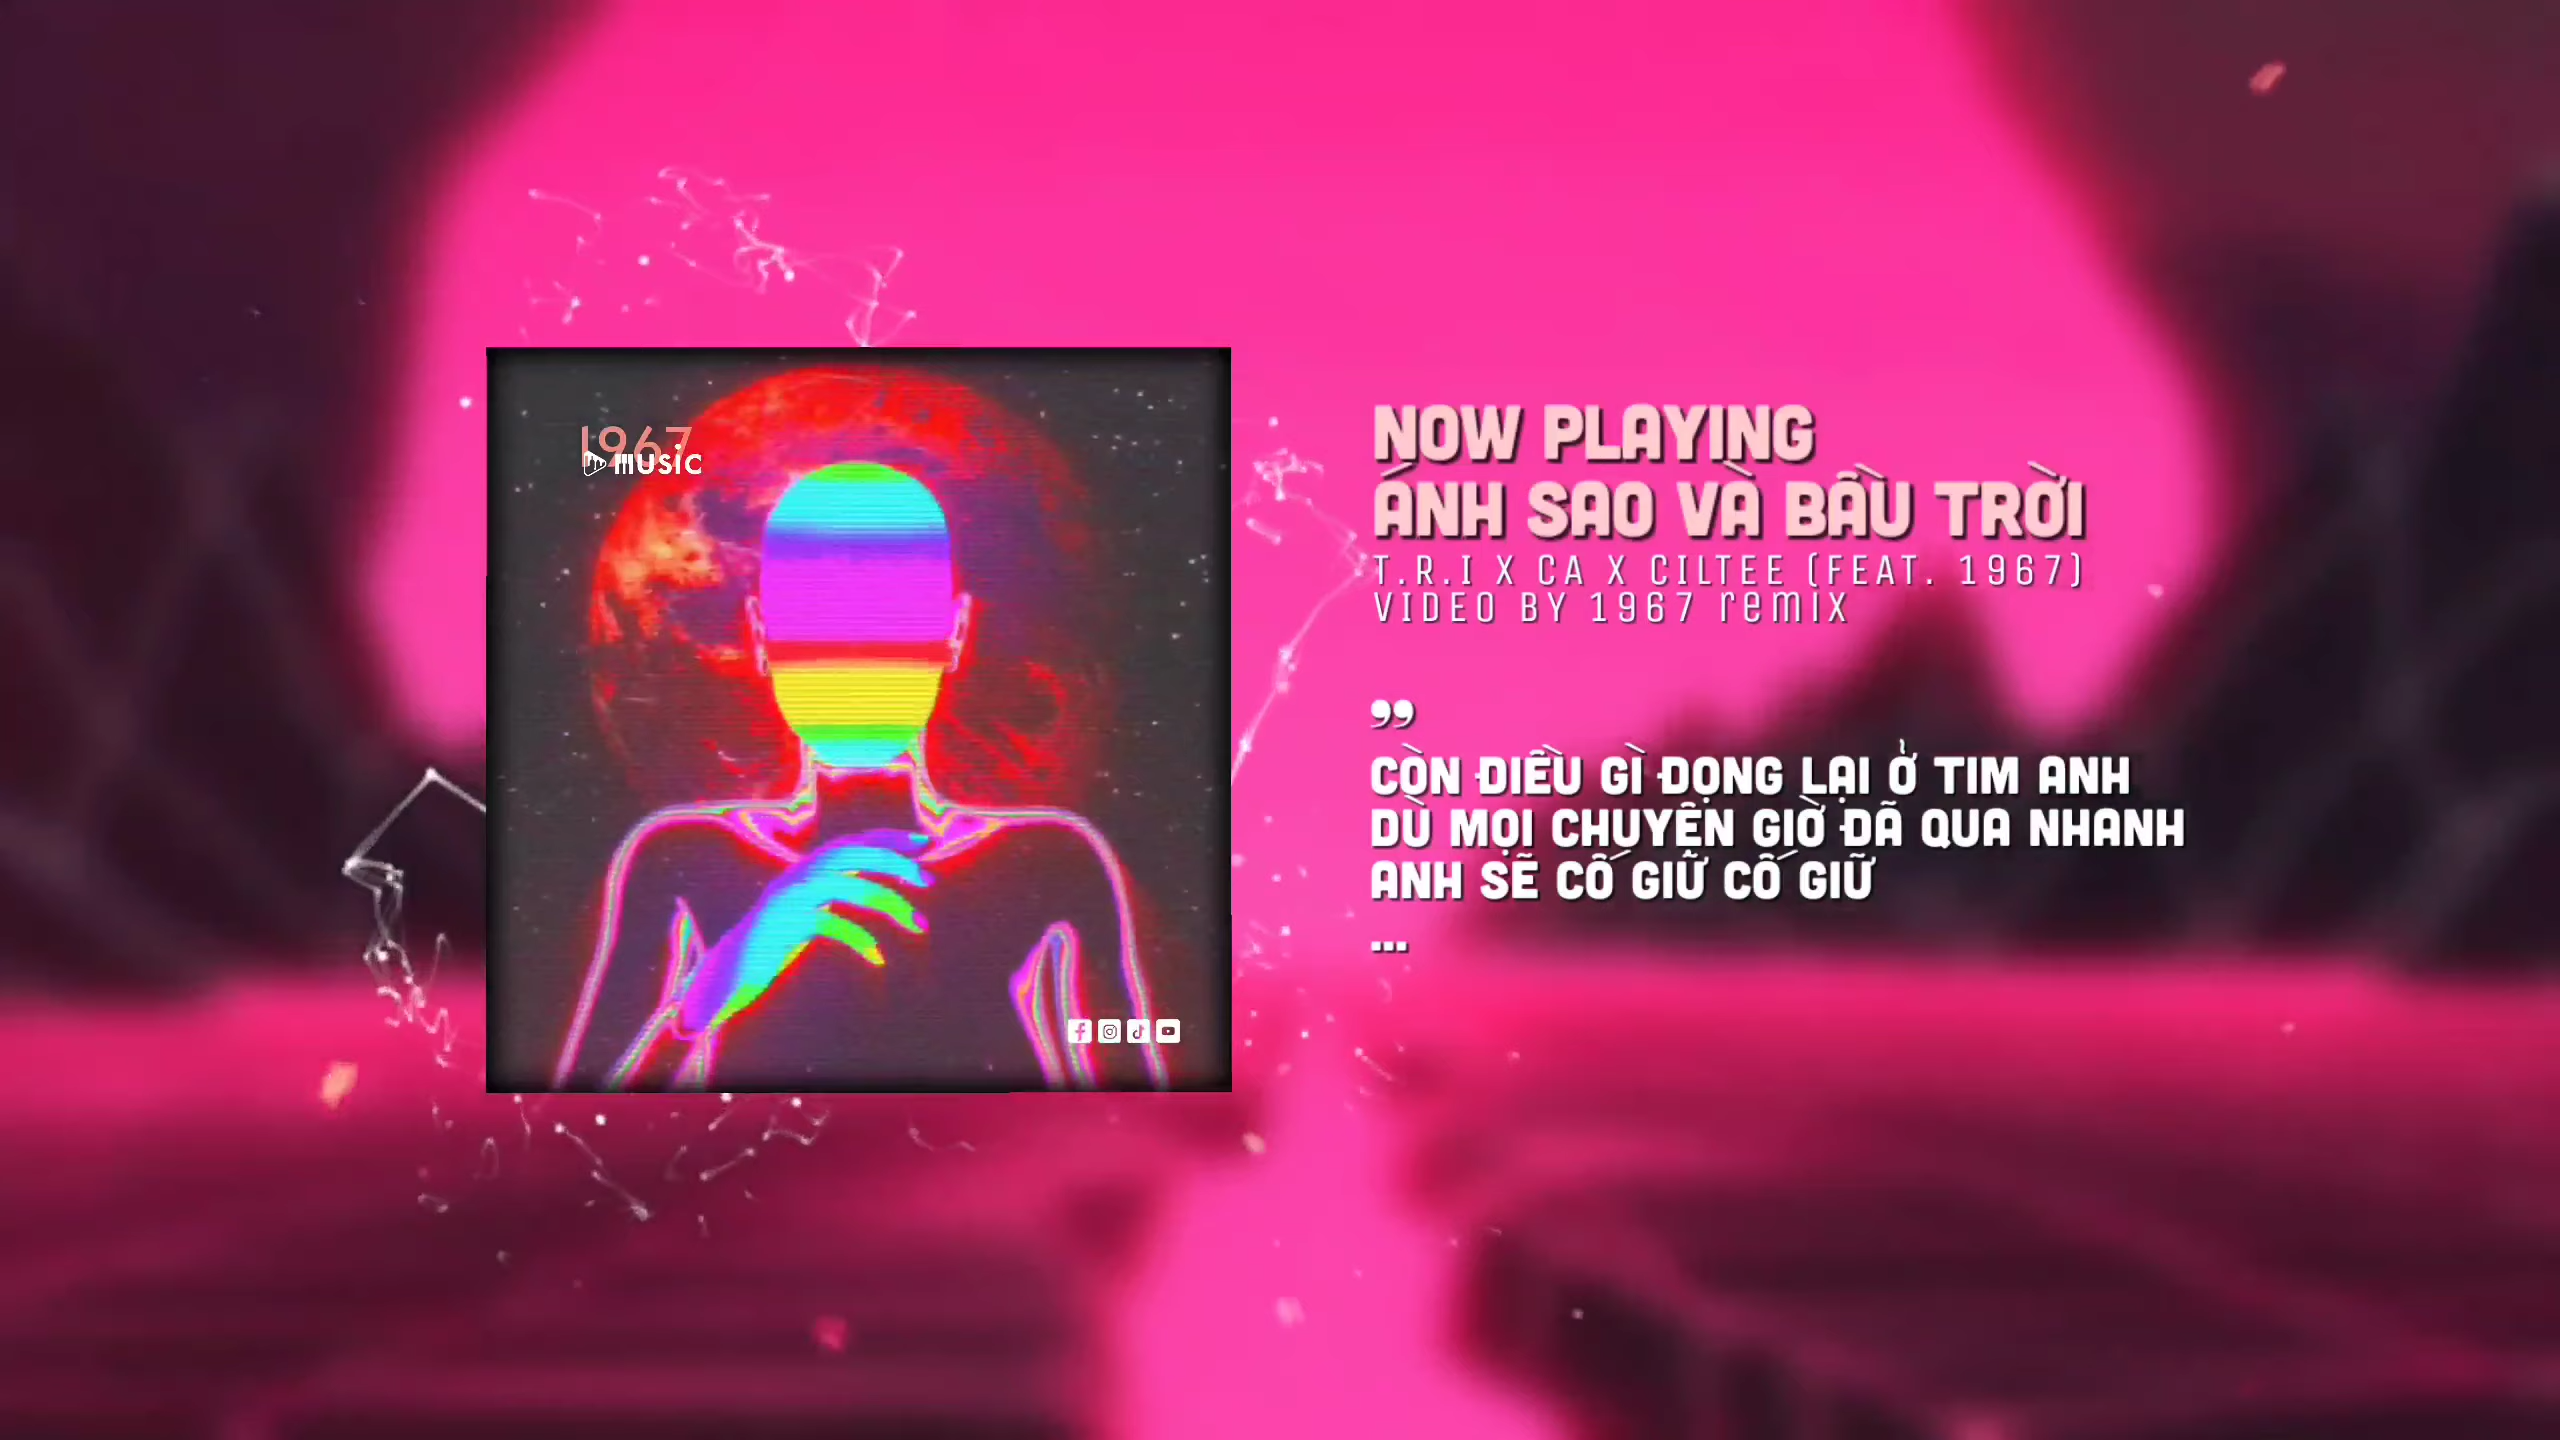 1967
MUSIC
NOW PLAYING
ÁNH SAO VÀ BẦU TRỜI
T.R.I X CA X CILTEE (FEAT. 1967)
VIDEO BY 1967 remix
”
CÒN ĐIỀU GÌ ĐỌNG LẠI Ở TIM ANH
DÙ MỌI CHUYỆN GIỜ ĐÃ QUA NHANH
ANH SẼ CỐ GIỮ CỐ GIỮ
...